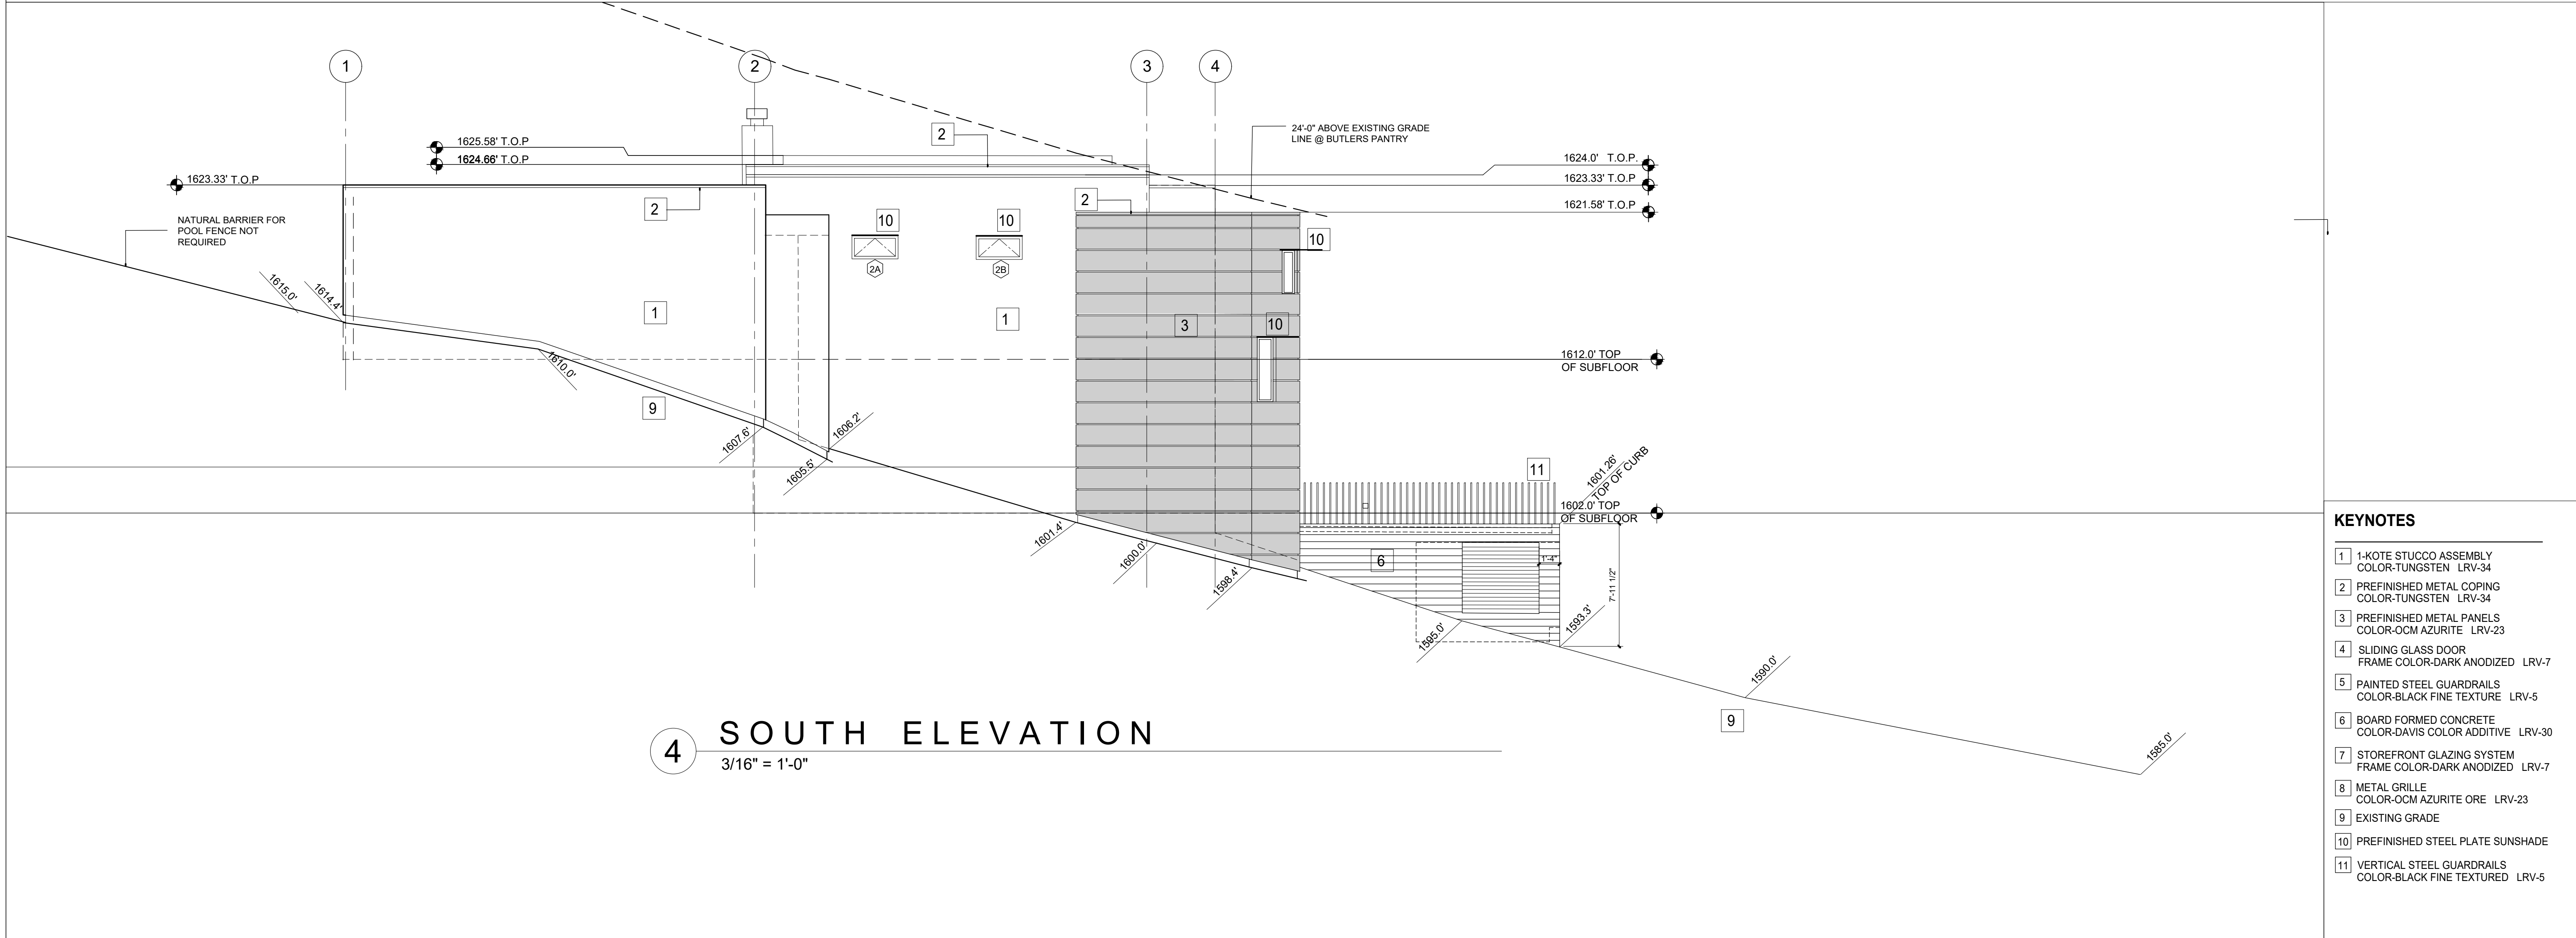 1
2
3
4
2
24'-0" ABOVE EXISTING GRADE
LINE @ BUTLERS PANTRY
1625.58' T.O.P
1624.66' T.O.P
1623.33' T.O.P
1624.0' T.O.P.
1623.33' T.O.P
1621.58' T.O.P
2
2
NATURAL BARRIER FOR
POOL FENCE NOT
REQUIRED
10
10
10
2A
2B
1615.0'
1614.4'
1
1
3
10
1612.0' TOP
OF SUBFLOOR
1610.0'
9
1607.6'
1606.2'
1605.5'
11
1601.26'
TOP OF CURB
1602.0' TOP
OF SUBFLOOR
1601.4'
1600.0'
1598.4'
6
1'-4"
7'-11 1/2"
1595.0'
1593.3'
1590.0'
9
1585.0'
4
SOUTH ELEVATION
3/16" = 1'-0"
KEYNOTES
1 1-KOTE STUCCO ASSEMBLY
COLOR-TUNGSTEN LRV-34
2 PREFINISHED METAL COPING
COLOR-TUNGSTEN LRV-34
3 PREFINISHED METAL PANELS
COLOR-OCM AZURITE LRV-23
4 SLIDING GLASS DOOR
FRAME COLOR-DARK ANODIZED LRV-7
5 PAINTED STEEL GUARDRAILS
COLOR-BLACK FINE TEXTURE LRV-5
6 BOARD FORMED CONCRETE
COLOR-DAVIS COLOR ADDITIVE LRV-30
7 STOREFRONT GLAZING SYSTEM
FRAME COLOR-DARK ANODIZED LRV-7
8 METAL GRILLE
COLOR-OCM AZURITE ORE LRV-23
9 EXISTING GRADE
10 PREFINISHED STEEL PLATE SUNSHADE
11 VERTICAL STEEL GUARDRAILS
COLOR-BLACK FINE TEXTURED LRV-5